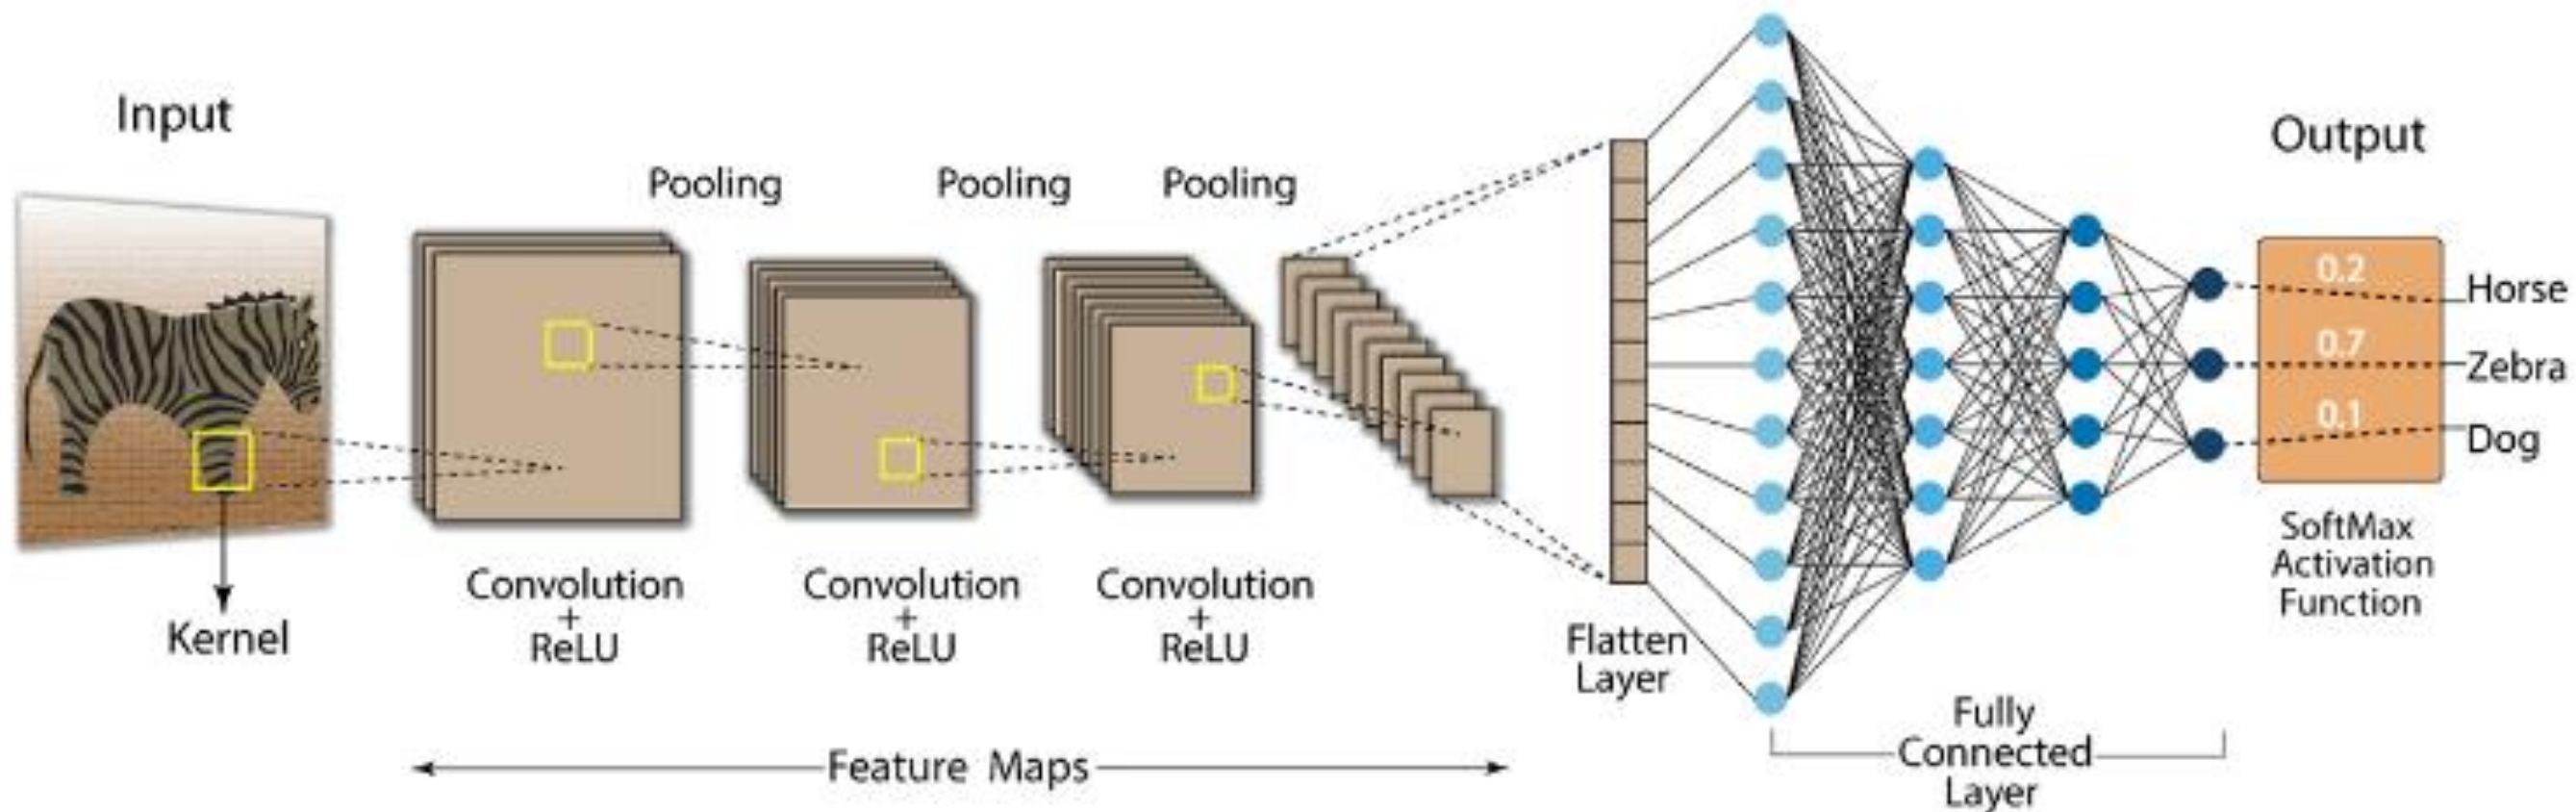 Input
Kernel
Pooling
Pooling
Pooling
Convolution
+
ReLU
Convolution
+
ReLU
Convolution
+
ReLU
Feature Maps
Flatten
Layer
Fully
Connected
Layer
Output
0.2
Horse
0.7
Zebra
0.1
Dog
SoftMax
Activation
Function